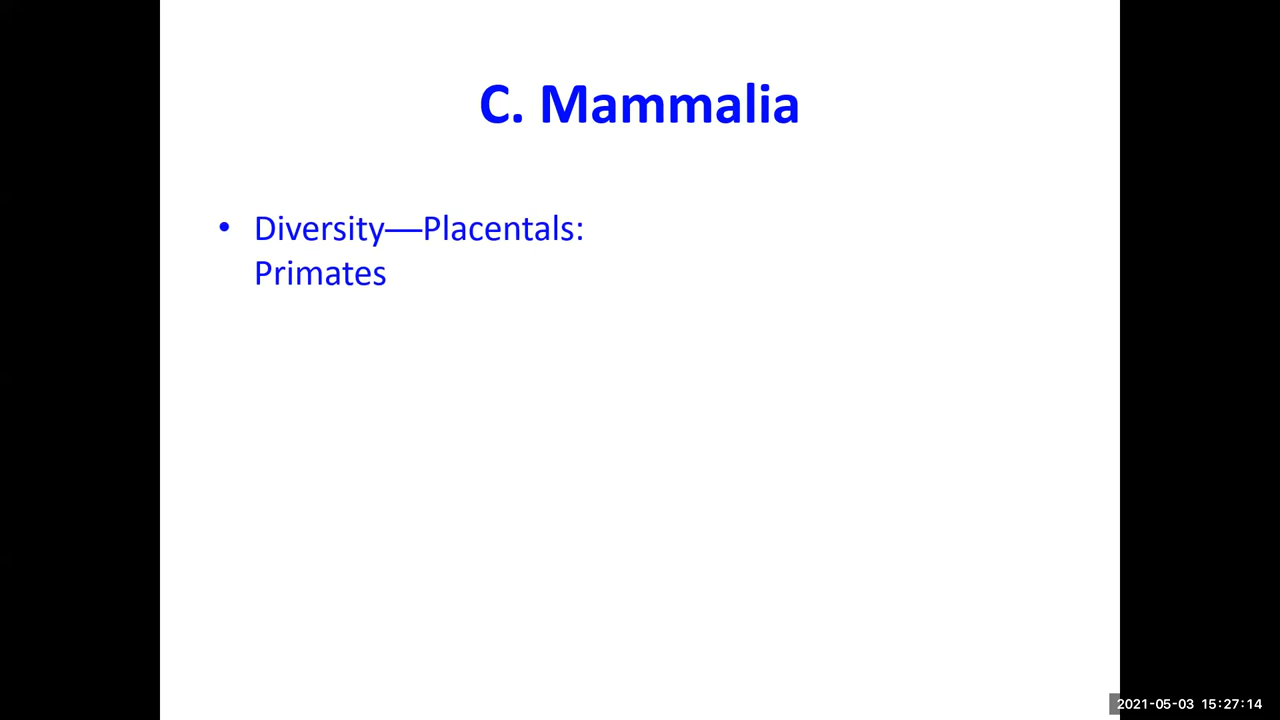 C. Mammalia
• Diversity—Placentals:
Primates
2021-05-03 15:27:14